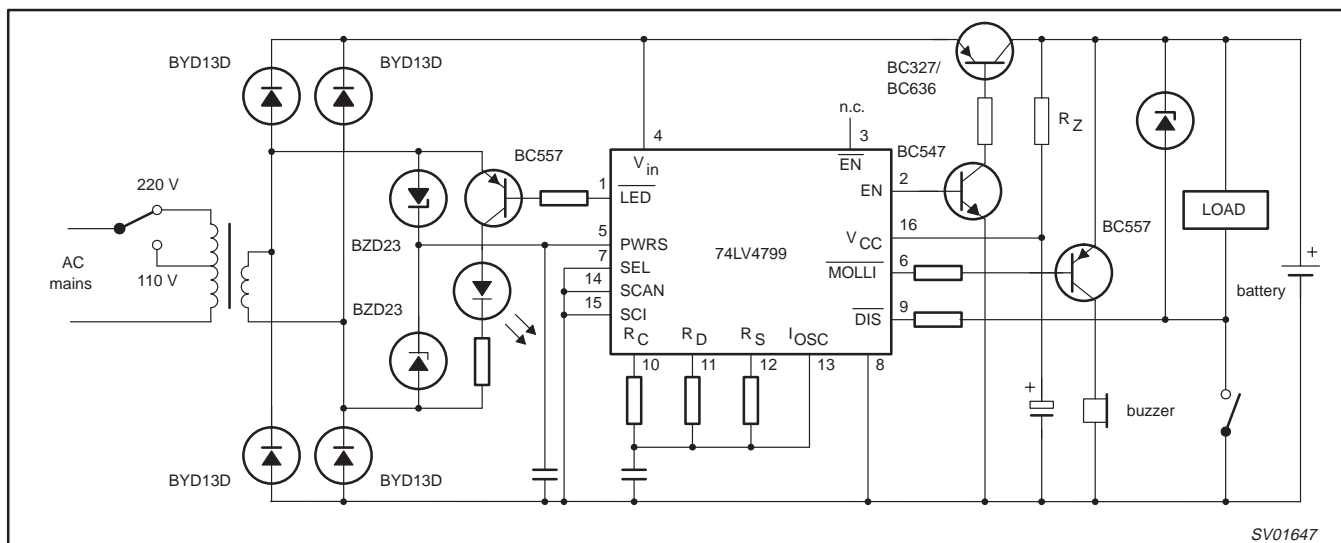 BYD13D
BYD13D
BC327/
BC636
n.c.
R Z
4
3
BC557
V in
EN
BC547
220 V
1
LED
EN
2
LOAD
BC557
16
BZD23
5
PWRS
V CC
7
SEL
74LV4799
MOLLI
6
AC
mains
110 V
14
SCAN
battery
+
BZD23
15
SCI
DIS
9
R C
R D
R S
I OSC
10
11
12
13
8
+
buzzer
BYD13D
BYD13D
SV01647